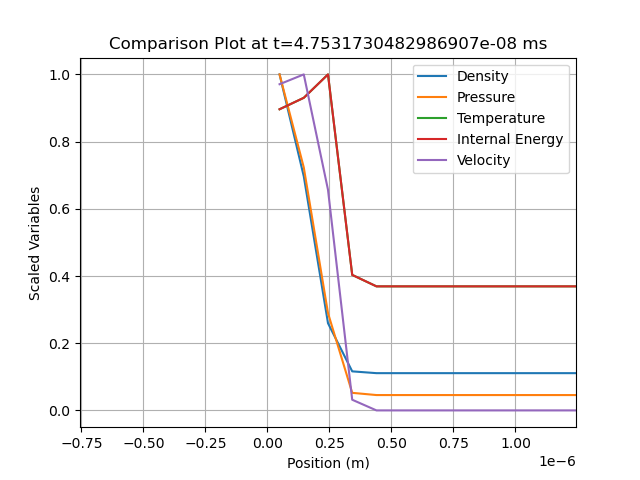 Comparison Plot at t=4.7531730482986907e-08 ms
Density
Pressure
Temperature
Internal Energy
Velocity
Scaled Variables
1.0
0.8
0.6
0.4
0.2
0.0
−0.75 −0.50 −0.25 0.00 0.25 0.50 0.75 1.00
1e−6
Position (m)